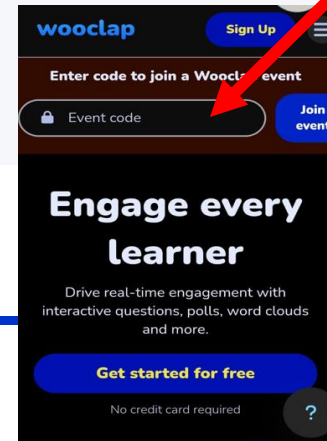 wooclap Sign Up
Enter code to join a Wooclap event
Event code
Join
event
Engage every
learner
Drive real-time engagement with
interactive questions, polls, word clouds
and more.
Get started for free
No credit card required
?